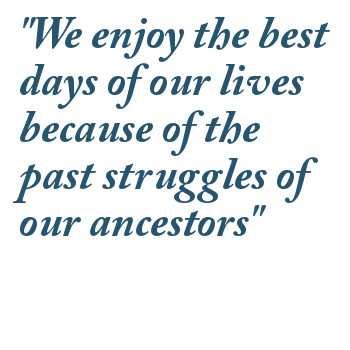 "We enjoy the best
days of our lives
because of the
past struggles of
our ancestors"